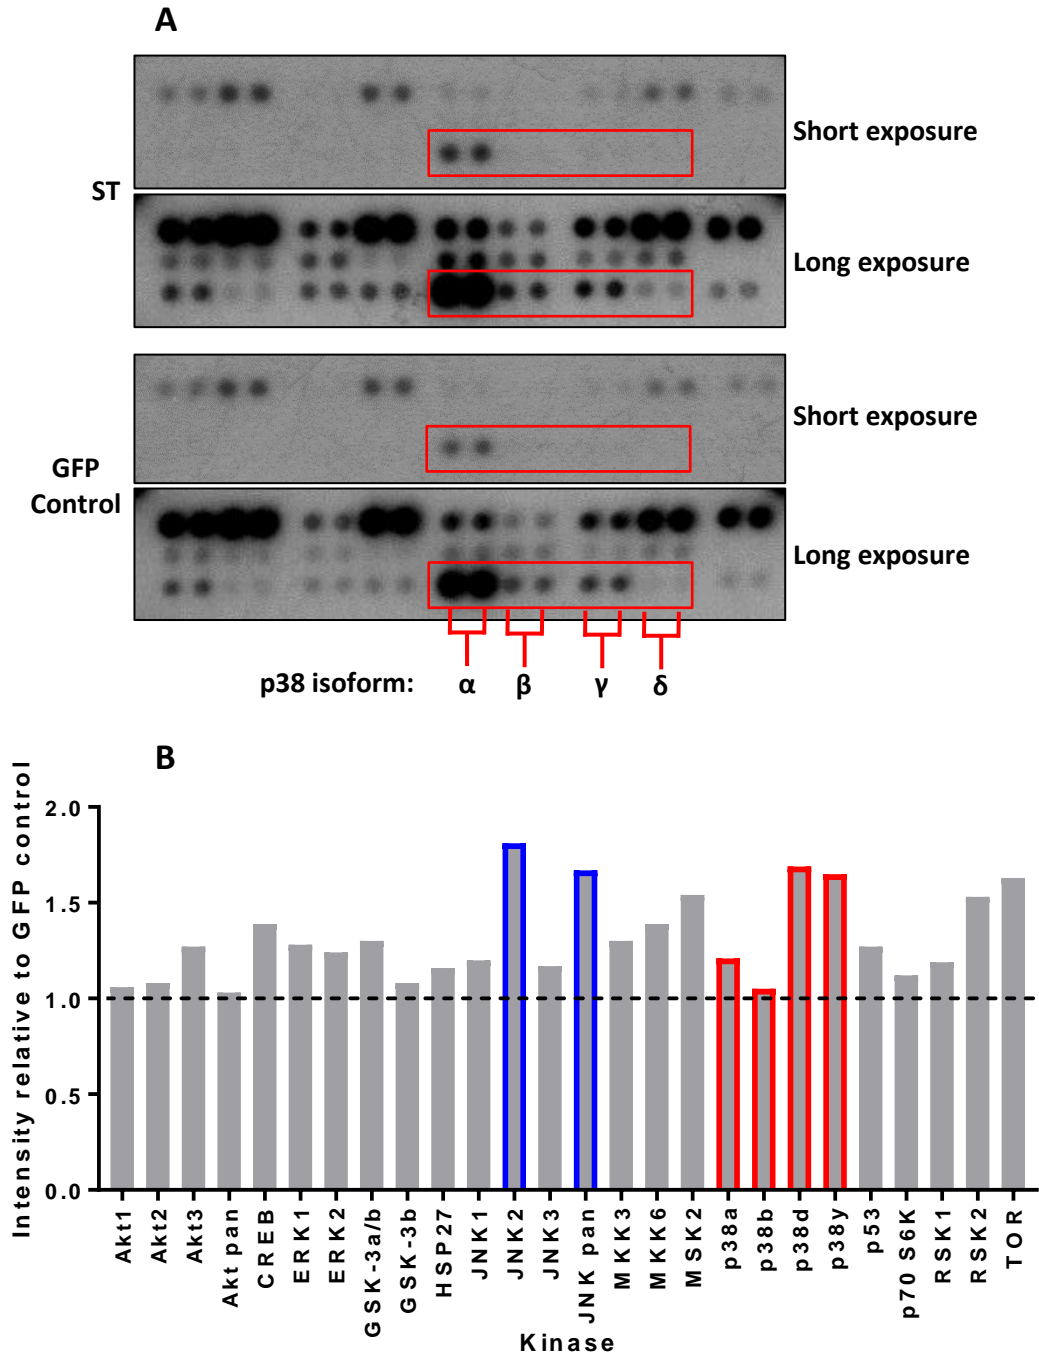 A
ST
Short exposure
Long exposure
GFP
Control
Short exposure
Long exposure
p38 isoform: α β γ δ
B
Intensity relative to GFP control
2.0
1.5
1.0
0.5
0.0
Akt1
Akt2
Akt3
Akt pan
CREB
ERK1
ERK2
GSK-3a/b
GSK-3b
HSP27
JNK1
JNK2
JNK3
JNK pan
MKK3
MKK6
MSK2
p38a
p38b
p38d
p38y
p53
p70 S6K
RSK1
RSK2
TOR
Kinase